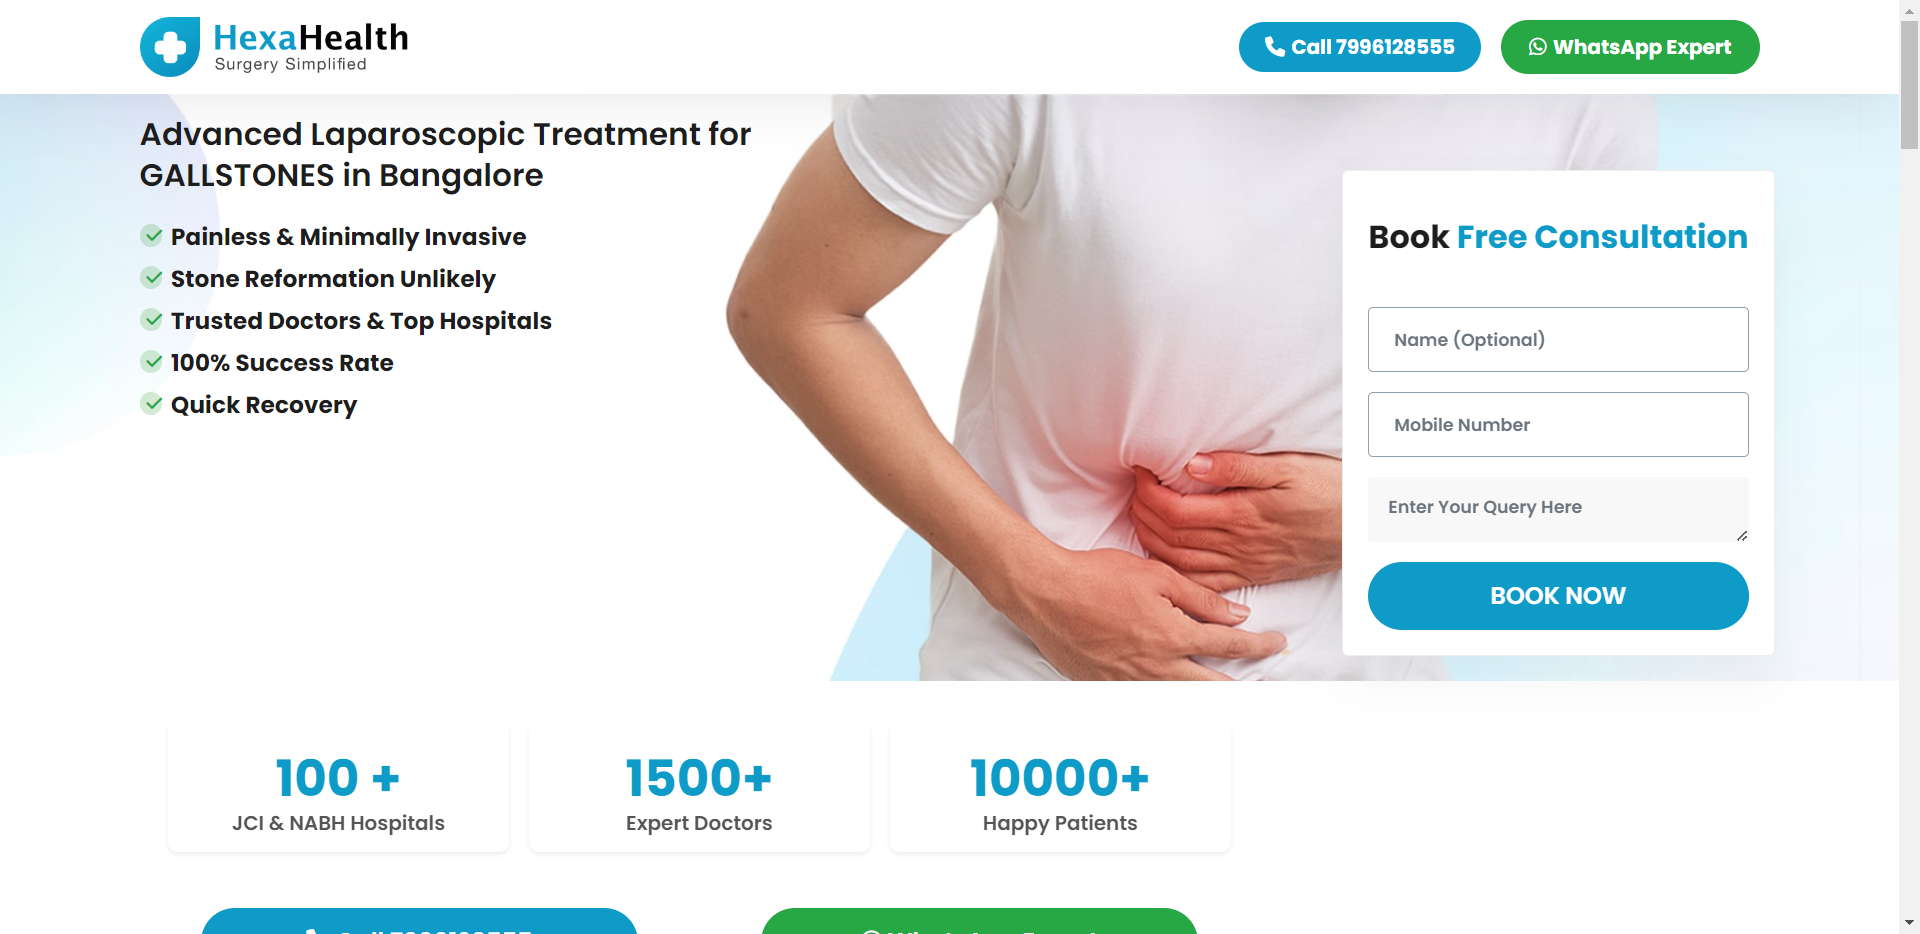 HexaHealth
Surgery Simplified
Call 7996128555
WhatsApp Expert
Advanced Laparoscopic Treatment for
GALLSTONES in Bangalore
Painless & Minimally Invasive
Stone Reformation Unlikely
Trusted Doctors & Top Hospitals
100% Success Rate
Quick Recovery
Book Free Consultation
Name (Optional)
Mobile Number
Enter Your Query Here
BOOK NOW
100 +
JCI & NABH Hospitals
1500+
Expert Doctors
10000+
Happy Patients